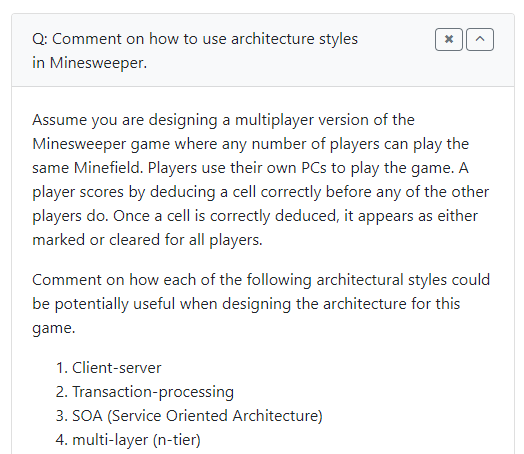 Q: Comment on how to use architecture styles
in Minesweeper.
Assume you are designing a multiplayer version of the
Minesweeper game where any number of players can play the
same Minefield. Players use their own PCs to play the game. A
player scores by deducing a cell correctly before any of the other
players do. Once a cell is correctly deduced, it appears as either
marked or cleared for all players.
Comment on how each of the following architectural styles could
be potentially useful when designing the architecture for this
game.
1. Client-server
2. Transaction-processing
3. SOA (Service Oriented Architecture)
4. multi-layer (n-tier)